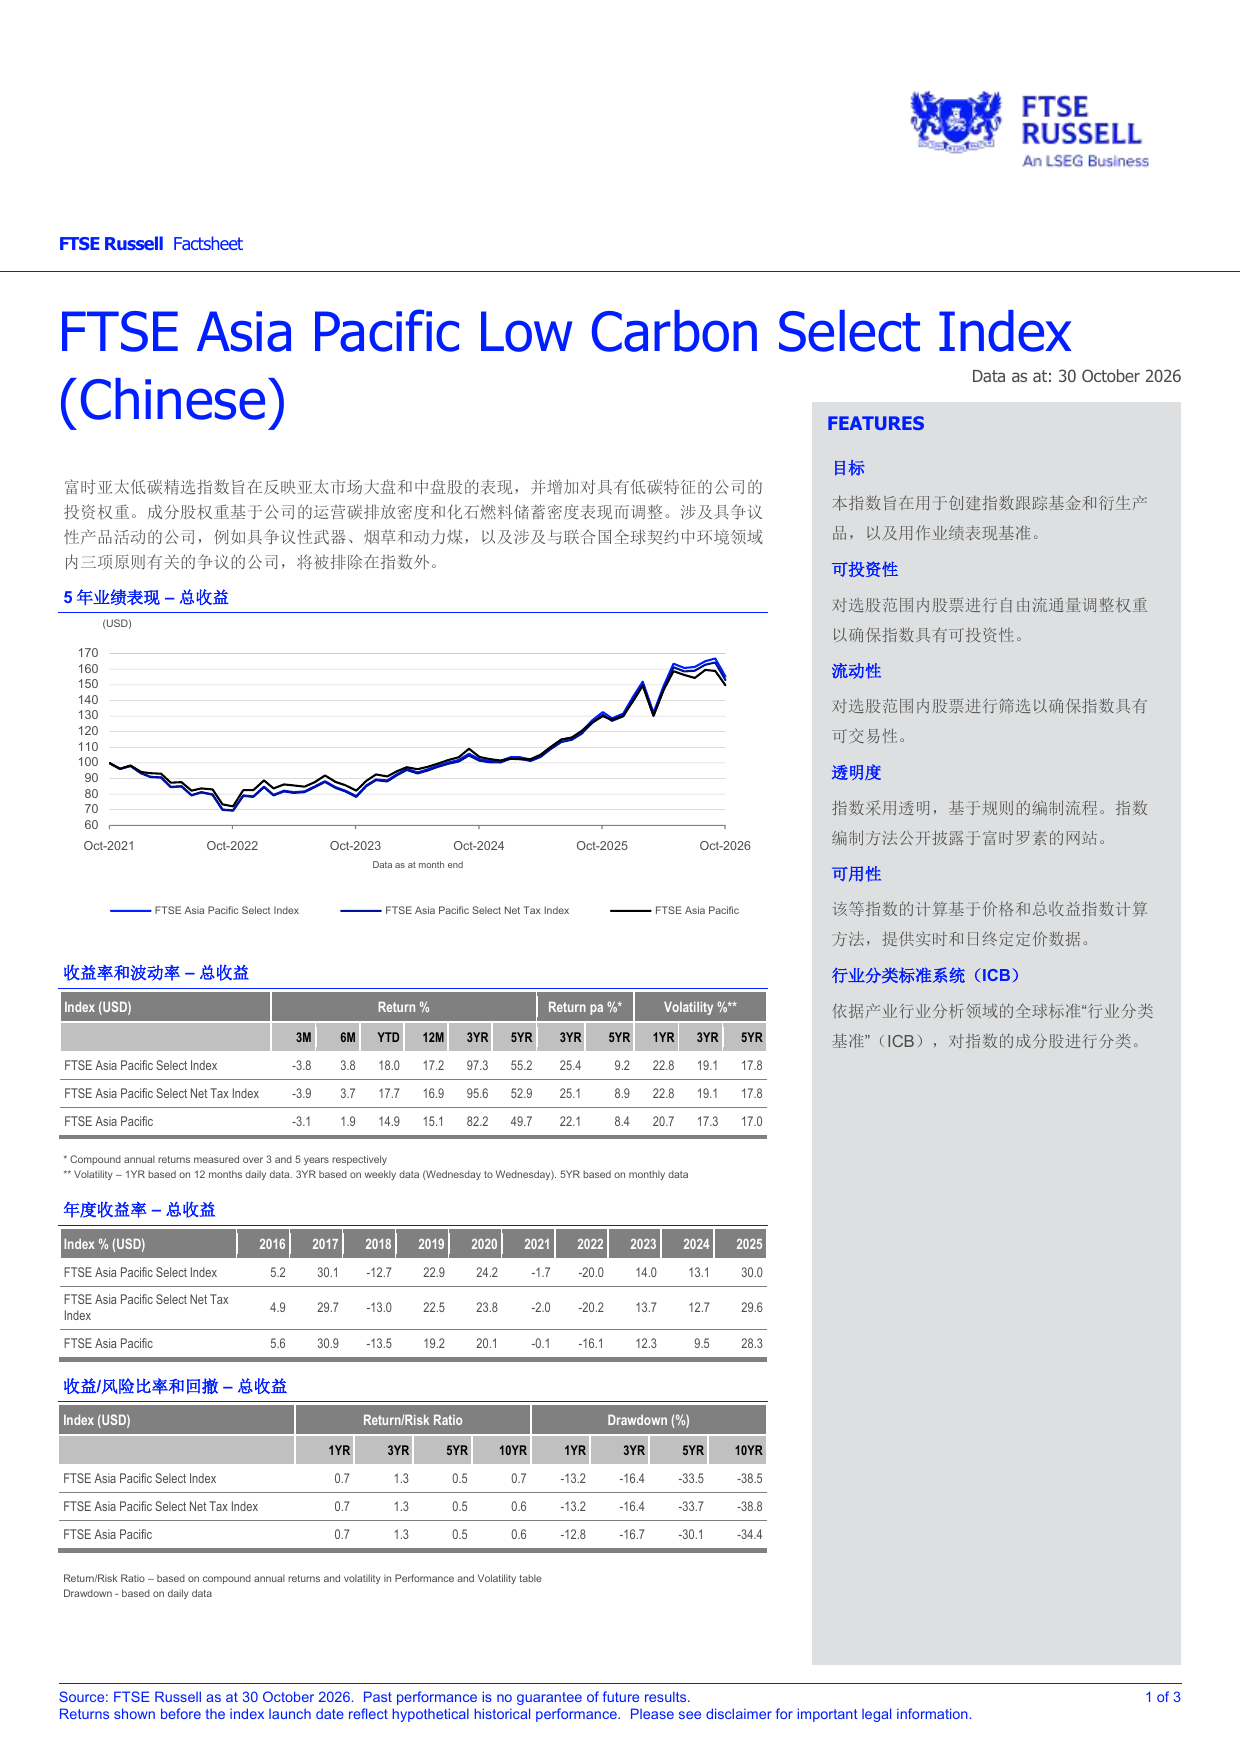 FTSE
RUSSELL
An LSEG Business
FTSE Russell Factsheet
FTSE Asia Pacific Low Carbon Select Index
(Chinese)
Data as at: 30 October 2026
富时亚太低碳精选指数旨在反映亚太市场大盘和中盘股的表现，并增加对具有低碳特征的公司的
投资权重。成分股权重基于公司的运营碳排放密度和化石燃料储蓄密度表现而调整。涉及具争议
性产品活动的公司，例如具争议性武器、烟草和动力煤，以及涉及与联合国全球契约中环境领域
内三项原则有关的争议的公司，将被排除在指数外。
5 年业绩表现 – 总收益
(USD)
170
160
150
140
130
120
110
100
90
80
70
60
Oct-2021 Oct-2022 Oct-2023 Oct-2024 Oct-2025 Oct-2026
Data as at month end
FTSE Asia Pacific Select Index FTSE Asia Pacific Select Net Tax Index FTSE Asia Pacific
收益率和波动率 – 总收益
Index (USD) Return % Return pa %* Volatility %**
3M 6M YTD 12M 3YR 5YR 3YR 5YR 1YR 3YR 5YR
FTSE Asia Pacific Select Index -3.8 3.8 18.0 17.2 97.3 55.2 25.4 9.2 22.8 19.1 17.8
FTSE Asia Pacific Select Net Tax Index -3.9 3.7 17.7 16.9 95.6 52.9 25.1 8.9 22.8 19.1 17.8
FTSE Asia Pacific -3.1 1.9 14.9 15.1 82.2 49.7 22.1 8.4 20.7 17.3 17.0
* Compound annual returns measured over 3 and 5 years respectively
** Volatility – 1YR based on 12 months daily data. 3YR based on weekly data (Wednesday to Wednesday). 5YR based on monthly data
年度收益率 – 总收益
Index % (USD) 2016 2017 2018 2019 2020 2021 2022 2023 2024 2025
FTSE Asia Pacific Select Index 5.2 30.1 -12.7 22.9 24.2 -1.7 -20.0 14.0 13.1 30.0
FTSE Asia Pacific Select Net Tax
Index 4.9 29.7 -13.0 22.5 23.8 -2.0 -20.2 13.7 12.7 29.6
FTSE Asia Pacific 5.6 30.9 -13.5 19.2 20.1 -0.1 -16.1 12.3 9.5 28.3
收益/风险比率和回撤 – 总收益
Index (USD) Return/Risk Ratio Drawdown (%)
1YR 3YR 5YR 10YR 1YR 3YR 5YR 10YR
FTSE Asia Pacific Select Index 0.7 1.3 0.5 0.7 -13.2 -16.4 -33.5 -38.5
FTSE Asia Pacific Select Net Tax Index 0.7 1.3 0.5 0.6 -13.2 -16.4 -33.7 -38.8
FTSE Asia Pacific 0.7 1.3 0.5 0.6 -12.8 -16.7 -30.1 -34.4
Return/Risk Ratio – based on compound annual returns and volatility in Performance and Volatility table
Drawdown - based on daily data
FEATURES
目标
本指数旨在用于创建指数跟踪基金和衍生产
品，以及用作业绩表现基准。
可投资性
对选股范围内股票进行自由流通量调整权重
以确保指数具有可投资性。
流动性
对选股范围内股票进行筛选以确保指数具有
可交易性。
透明度
指数采用透明，基于规则的编制流程。指数
编制方法公开披露于富时罗素的网站。
可用性
该等指数的计算基于价格和总收益指数计算
方法，提供实时和日终定定价数据。
行业分类标准系统（ICB）
依据产业行业分析领域的全球标准“行业分类
基准”（ICB），对指数的成分股进行分类。
Source: FTSE Russell as at 30 October 2026. Past performance is no guarantee of future results.
Returns shown before the index launch date reflect hypothetical historical performance. Please see disclaimer for important legal information.
1 of 3